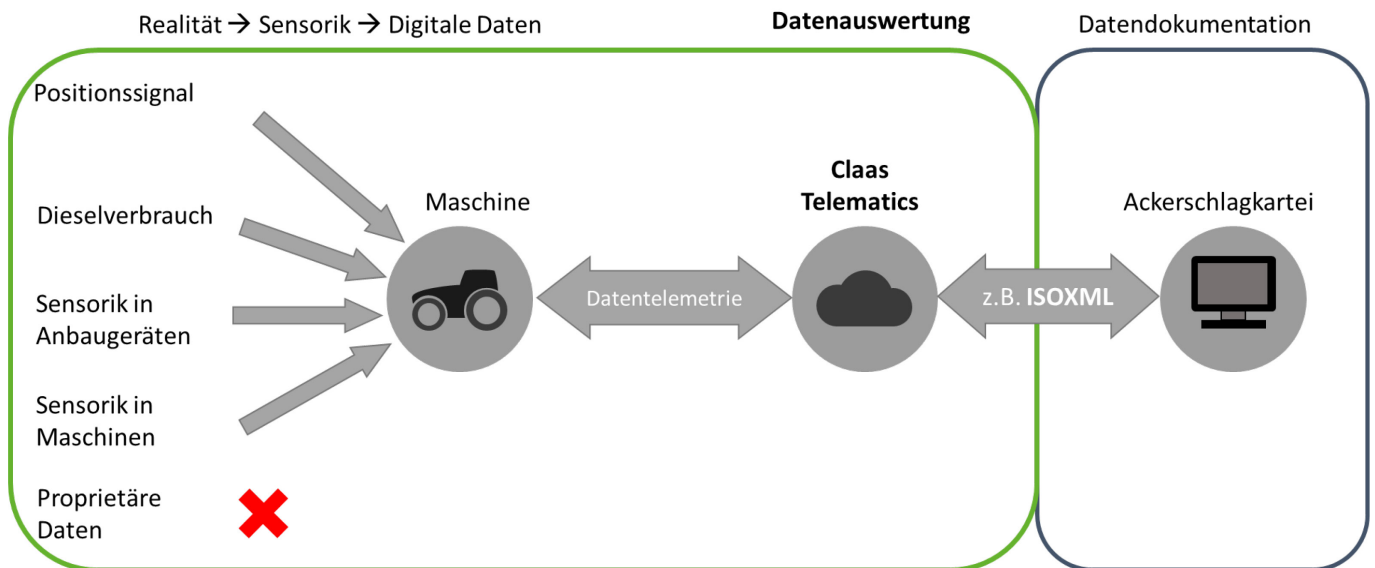 Realität → Sensorik → Digitale Daten
Datenauswertung
Datendokumentation
Positionssignal
Dieselverbrauch
Sensorik in
Anbaugeräten
Sensorik in
Maschinen
Proprietäre
Daten
Maschine
Datentelemetrie
Claas
Telematics
z.B. ISOXML
Ackerschlagkartei